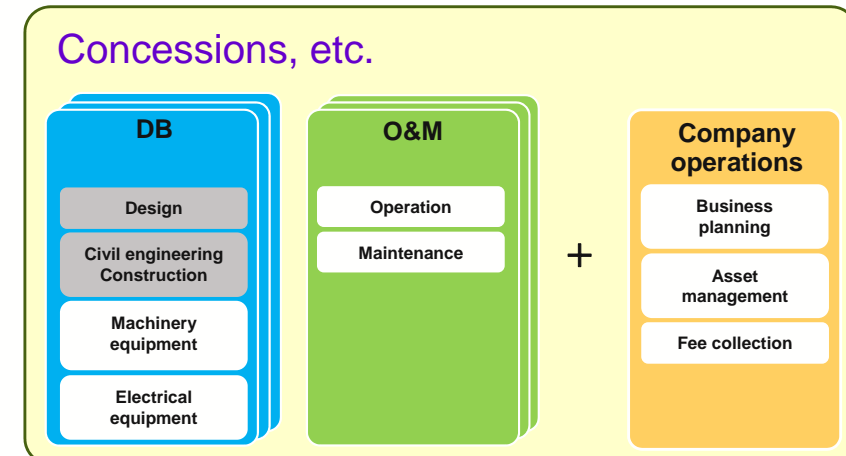 Concessions, etc.
DB
Design
Civil engineering
Construction
Machinery
equipment
Electrical
equipment
O&M
Operation
Maintenance
+
Company
operations
Business
planning
Asset
management
Fee collection